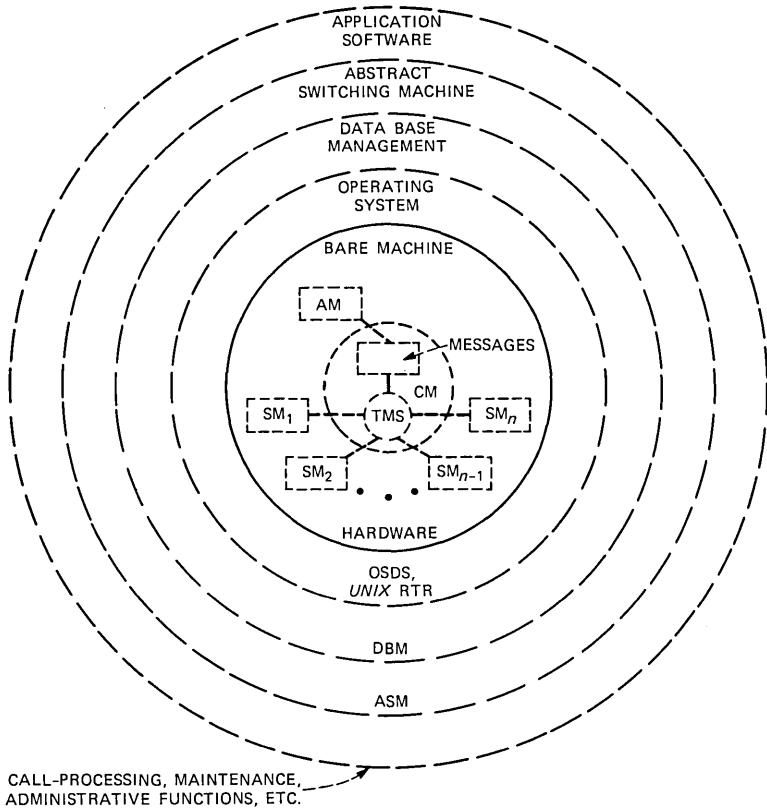 APPLICATION
SOFTWARE
ABSTRACT
SWITCHING MACHINE
DATA BASE
MANAGEMENT
OPERATING
SYSTEM
BARE MACHINE
AM
MESSAGES
CM
SM1
TMS
SMn
SM2
SMn-1
HARDWARE
OSDS,
UNIX RTR
DBM
ASM
CALL-PROCESSING, MAINTENANCE,
ADMINISTRATIVE FUNCTIONS, ETC.